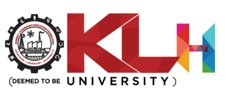 KLH
(DEEMED TO BE UNIVERSITY)